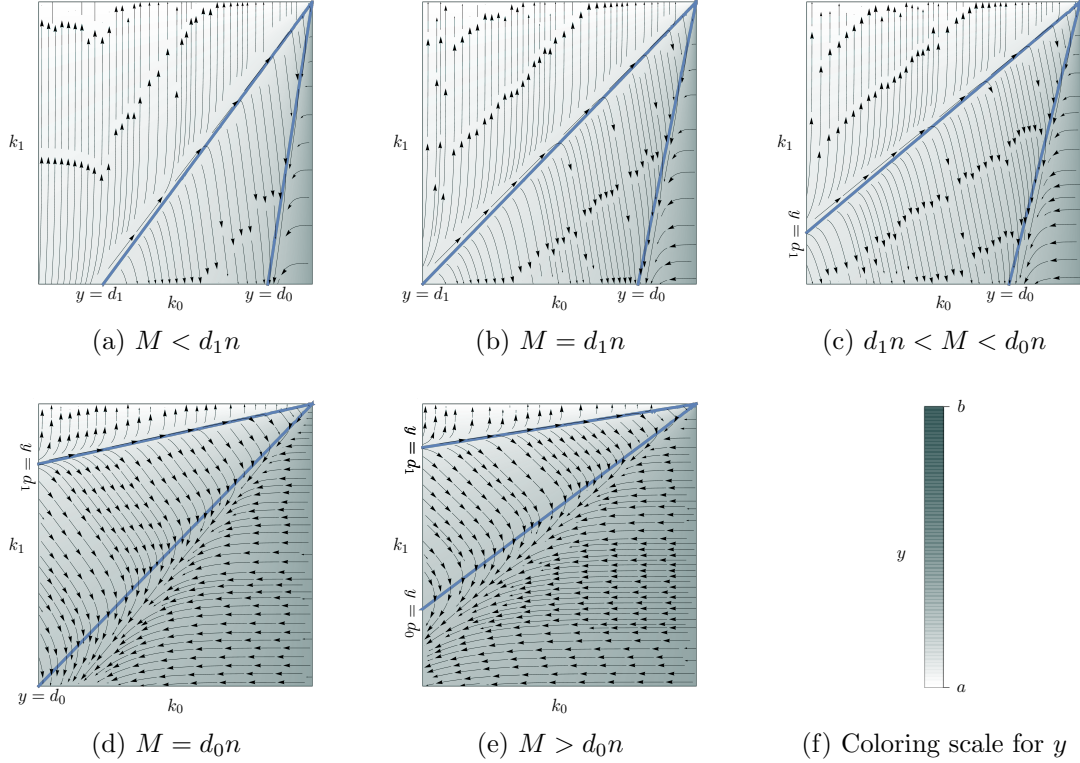 k₁
y = d₁
k₀
y = d₀
(a) M < d₁n
k₁
y = d₁
k₀
y = d₀
(b) M = d₁n
k₁
y = d₁
k₀
y = d₀
(c) d₁n < M < d₀n
y = d₁
k₁
y = d₀
k₀
(d) M = d₀n
y = d₁
k₁
y = d₀
k₀
(e) M > d₀n
b
y
a
(f) Coloring scale for y